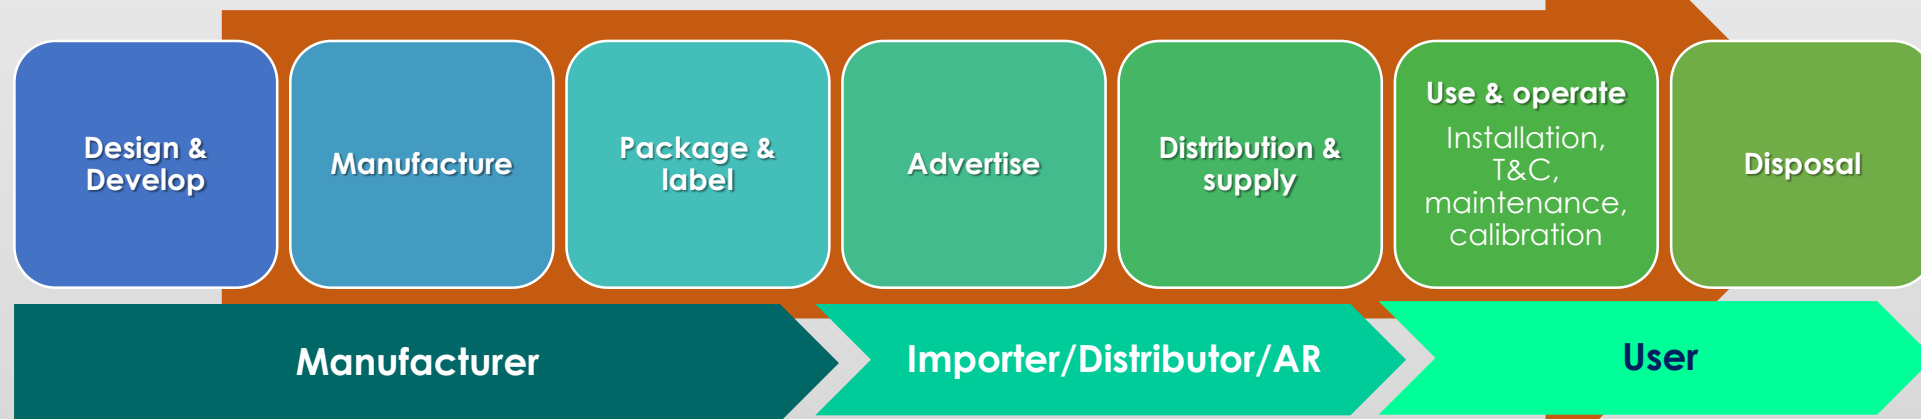 Design &
Develop
Manufacture
Package &
label
Advertise
Distribution &
supply
Use & operate
Installation,
T&C,
maintenance,
calibration
Disposal
Manufacturer
Importer/Distributor/AR
User